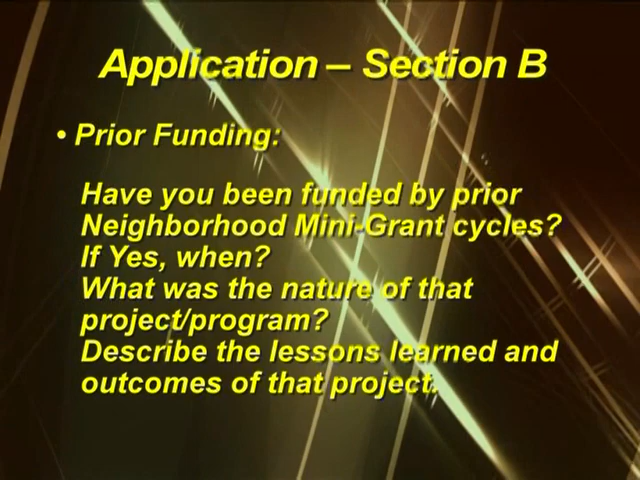 Application – Section B
• Prior Funding:
Have you been funded by prior
Neighborhood Mini-Grant cycles?
If Yes, when?
What was the nature of that
project/program?
Describe the lessons learned and
outcomes of that project.